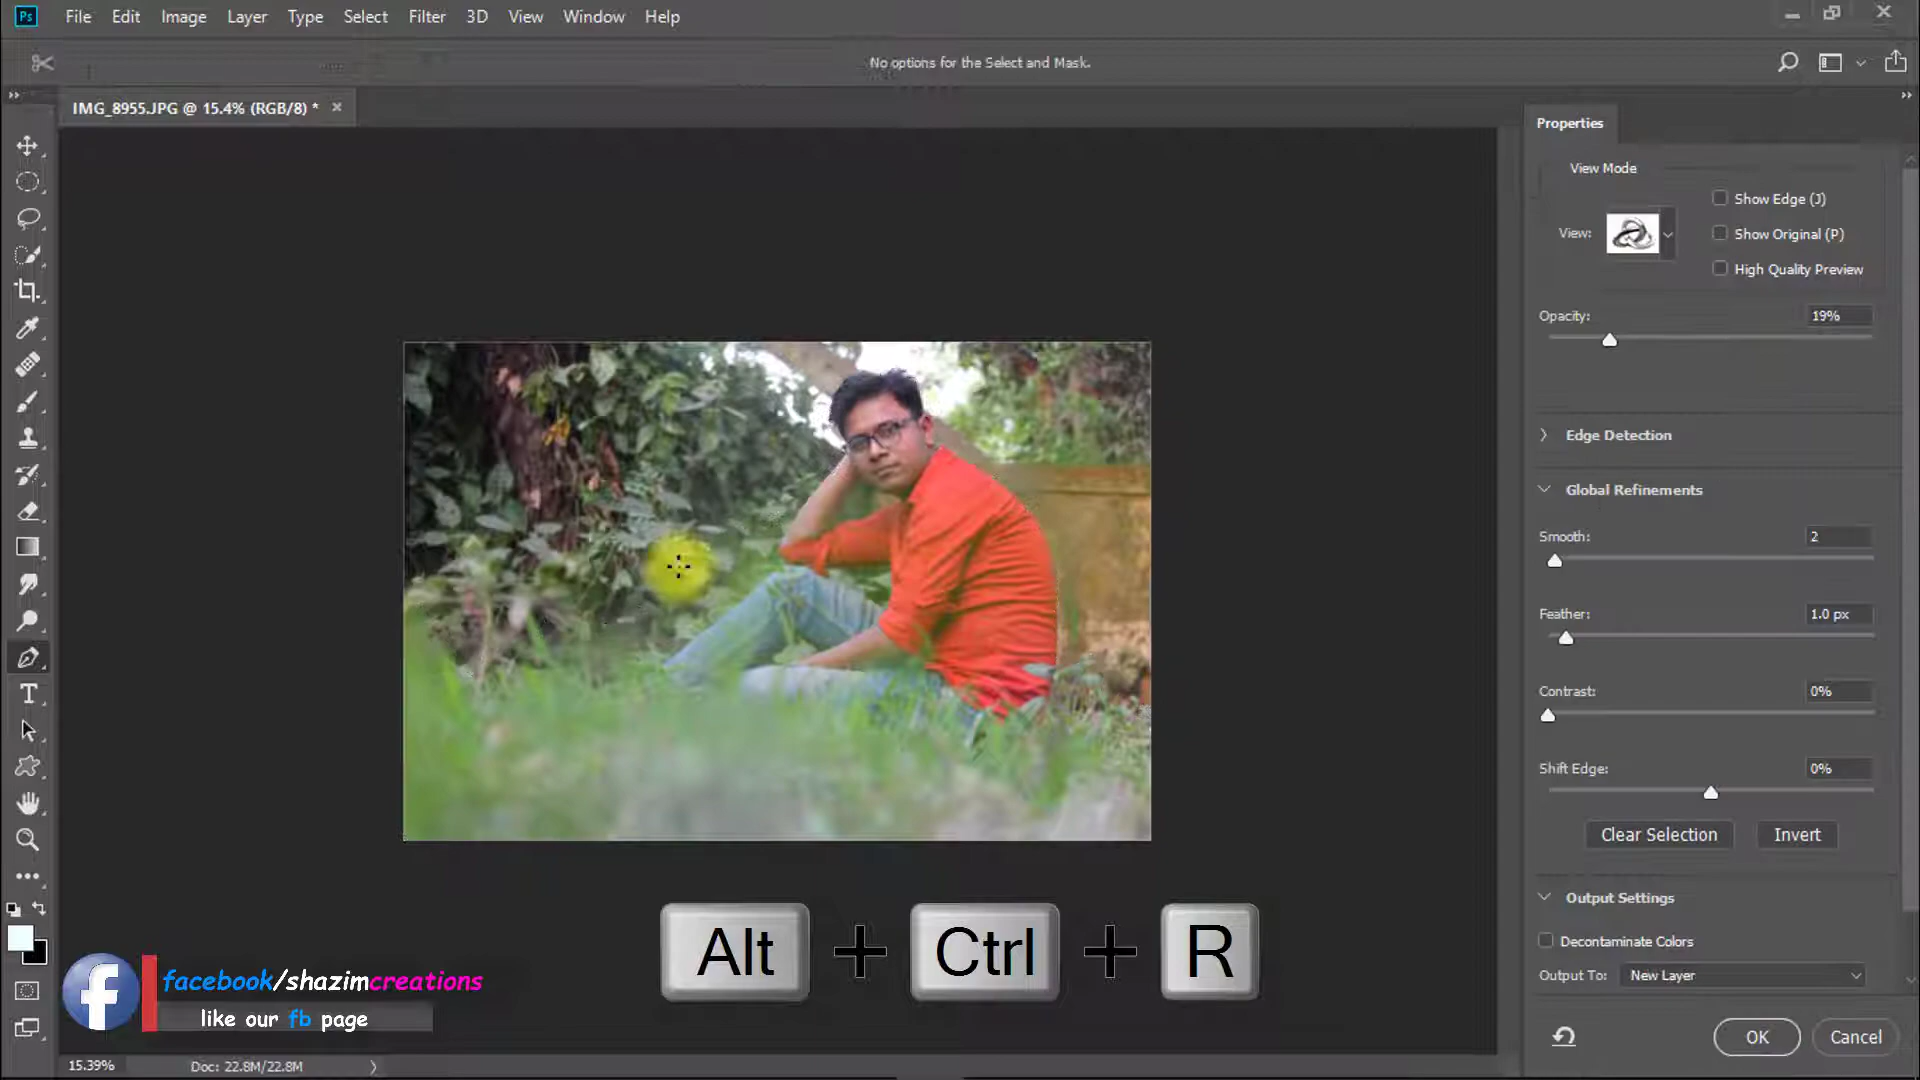 Ps File Edit Image Layer Type Select Filter 3D View Window Help
No options for the Select and Mask.
IMG_8955.JPG @ 15.4% (RGB/8) * ×
Properties
View Mode
View:
Show Edge (J)
Show Original (P)
High Quality Preview
Opacity: 19%
Edge Detection
Global Refinements
Smooth: 2
Feather: 1.0 px
Contrast: 0%
Shift Edge: 0%
Clear Selection Invert
Output Settings
Decontaminate Colors
Output To: New Layer
OK Cancel
Alt + Ctrl + R
facebook/shazimcreations
like our fb page
15.39% Doc: 22.8M/22.8M